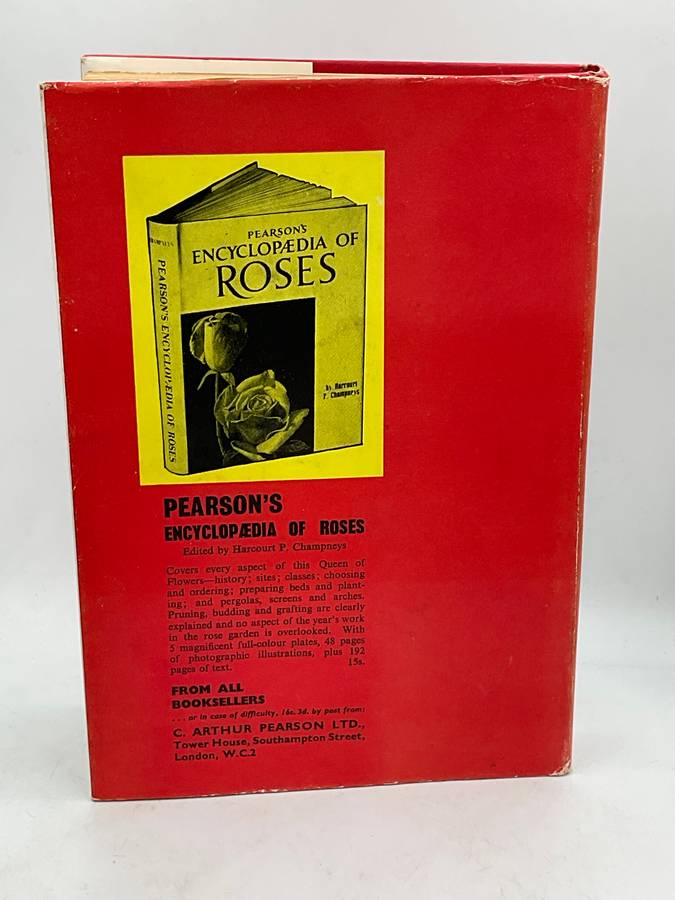 PEARSON'S
ENCYCLOPÆDIA OF
ROSES
by Harcourt
P. Champneys
CHAMPNEYS
PEARSON'S ENCYCLOPÆDIA OF ROSES
PEARSON'S
ENCYCLOPÆDIA OF ROSES
Edited by Harcourt P. Champneys
Covers every aspect of this Queen of
Flowers—history; sites; classes; choosing
and ordering; preparing beds and plant-
ing; and pergolas, screens and arches.
Pruning, budding and grafting are clearly
explained and no aspect of the year's work
in the rose garden is overlooked. With
5 magnificent full-colour plates, 48 pages
of photographic illustrations, plus 192
pages of text. 15s.
FROM ALL
BOOKSELLERS
. . . or in case of difficulty, 16s. 3d. by post from:
C. ARTHUR PEARSON LTD.,
Tower House, Southampton Street,
London, W.C.2